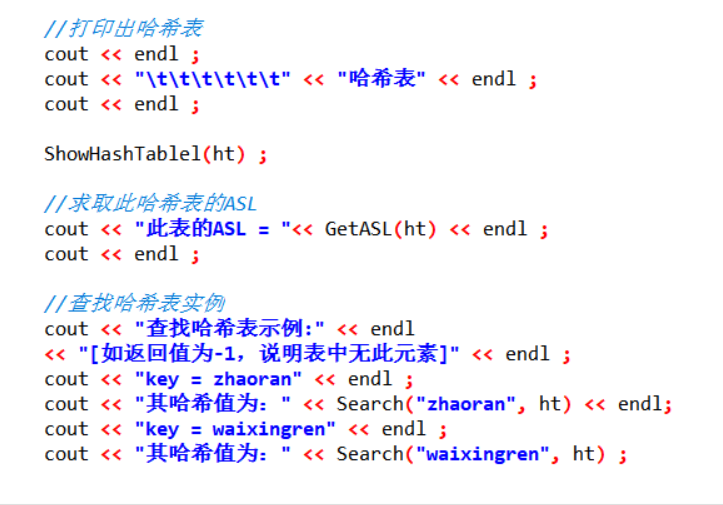 //打印出哈希表
cout << endl ;
cout << "\t\t\t\t\t\t" << "哈希表" << endl ;
cout << endl ;
ShowHashTablel(ht) ;
//求取此哈希表的ASL
cout << "此表的ASL = "<< GetASL(ht) << endl ;
cout << endl ;
//查找哈希表实例
cout << "查找哈希表示例:" << endl
<< "[如返回值为-1，说明表中无此元素]" << endl ;
cout << "key = zhaoran" << endl ;
cout << "其哈希值为：" << Search("zhaoran", ht) << endl;
cout << "key = waixingren" << endl ;
cout << "其哈希值为：" << Search("waixingren", ht) ;